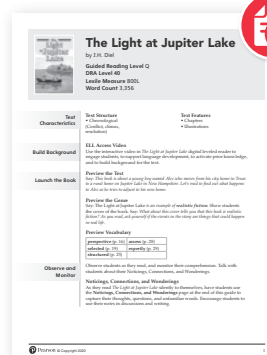 The Light at Jupiter Lake
by J.H. Diel
Guided Reading Level Q
DRA Level 40
Lexile Measure 800L
Word Count 3,356
Text Characteristics
Text Structure
• Chronological
(Conflict, climax,
resolution)
Text Features
• Chapters
• Illustrations
Build Background
ELL Access Video
Use the interactive video in The Light at Jupiter Lake digital leveled reader to
engage students, to support language development, to activate prior knowledge,
and to build background for the text.
Launch the Book
Preview the Text
Say: This book is about a young boy named Alex who moves from his city home in Texas
to a rural home on Jupiter Lake in New Hampshire. Let's read to find out what happens
to Alex as he tries to adjust to his new home.
Preview the Genre
Say: The Light at Jupiter Lake is an example of realistic fiction. Show students
the cover of the book. Say: What about this cover tells you that this book is realistic
fiction? As you read, ask yourself if the events in the story are things that could happen
in real life.
Preview Vocabulary
perspective (p. 16) assess (p. 28)
selected (p. 19) expertly (p. 29)
structured (p. 25)
Observe and
Monitor
Observe students as they read, and monitor their comprehension. Talk with
students about their Noticings, Connections, and Wonderings.
Noticings, Connections, and Wonderings
As they read The Light at Jupiter Lake silently to themselves, have students use
the Noticings, Connections, and Wonderings page at the end of this guide to
capture their thoughts, questions, and unfamiliar words. Encourage students to
use their notes in discussions and writing.
Pearson © Copyright 2020
1